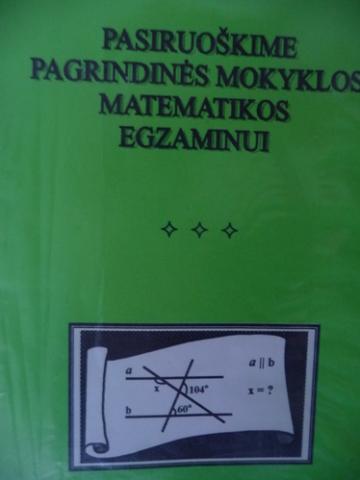 PASIRUOŠKIME
PAGRINDINĖS MOKYKLOS
MATEMATIKOS
EGZAMINUI
a
a || b
x
104°
x = ?
b
60°